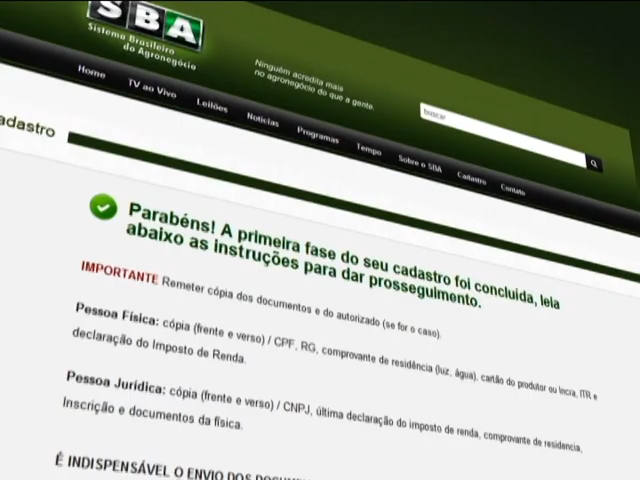 SBA
Sistema Brasileiro
do Agronegócio
Ninguém acredita mais
no agronegócio do que a gente.
buscar
Home TV ao Vivo Leilões Notícias Programas Tempo Sobre o SBA Cadastro Contato
adastro
Parabéns! A primeira fase do seu cadastro foi concluída, leia
abaixo as instruções para dar prosseguimento.
IMPORTANTE Remeter cópia dos documentos e do autorizado (se for o caso).
Pessoa Física: cópia (frente e verso) / CPF, RG, comprovante de residência (luz, água), cartão do produtor ou Incra, ITR e
declaração do Imposto de Renda.
Pessoa Jurídica: cópia (frente e verso) / CNPJ, última declaração do imposto de renda, comprovante de residencia,
Inscrição e documentos da física.
É INDISPENSÁVEL O ENVIO DOS